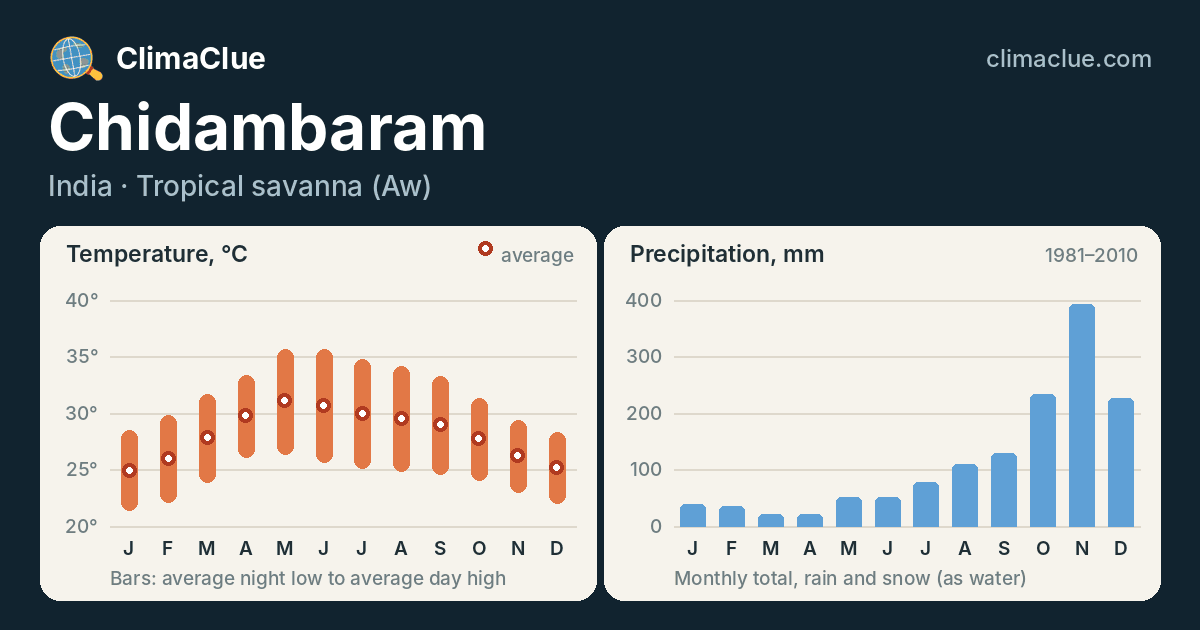 ClimaClue
climaclue.com
Chidambaram
India · Tropical savanna (Aw)
Temperature, °C
average
40°
35°
30°
25°
20°
J F M A M J J A S O N D
Bars: average night low to average day high
Precipitation, mm
1981–2010
400
300
200
100
0
J F M A M J J A S O N D
Monthly total, rain and snow (as water)